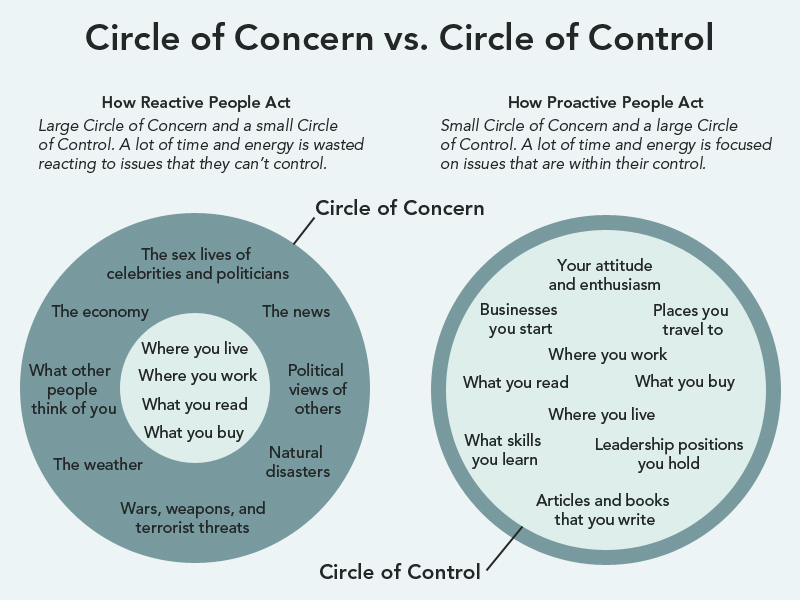 Circle of Concern vs. Circle of Control
How Reactive People Act
Large Circle of Concern and a small Circle
of Control. A lot of time and energy is wasted
reacting to issues that they can't control.
How Proactive People Act
Small Circle of Concern and a large Circle
of Control. A lot of time and energy is focused
on issues that are within their control.
Circle of Concern
The sex lives of
celebrities and politicians
The economy
The news
What other
people
think of you
Political
views of
others
The weather
Natural
disasters
Wars, weapons, and
terrorist threats
Where you live
Where you work
What you read
What you buy
Your attitude
and enthusiasm
Businesses
you start
Places you
travel to
Where you work
What you read
What you buy
Where you live
What skills
you learn
Leadership positions
you hold
Articles and books
that you write
Circle of Control